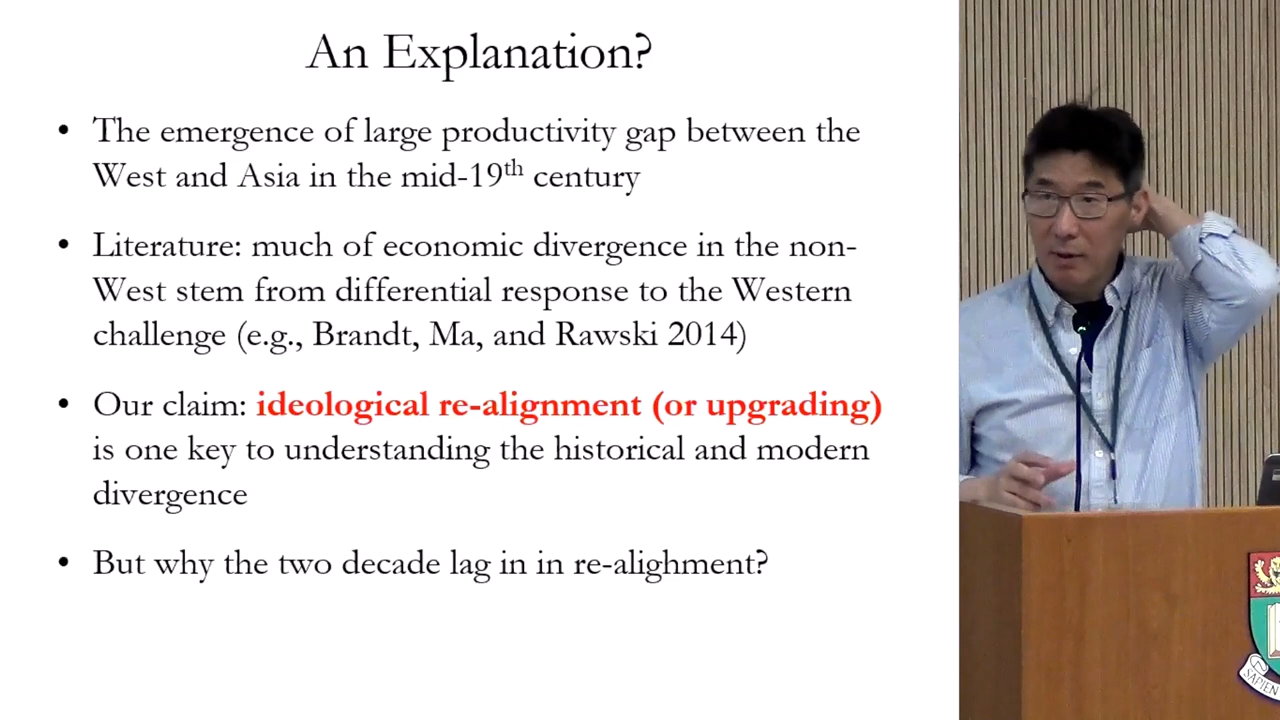 An Explanation?
• The emergence of large productivity gap between the
West and Asia in the mid-19th century
• Literature: much of economic divergence in the non-
West stem from differential response to the Western
challenge (e.g., Brandt, Ma, and Rawski 2014)
• Our claim: ideological re-alignment (or upgrading)
is one key to understanding the historical and modern
divergence
• But why the two decade lag in in re-alighment?
SAPIEN